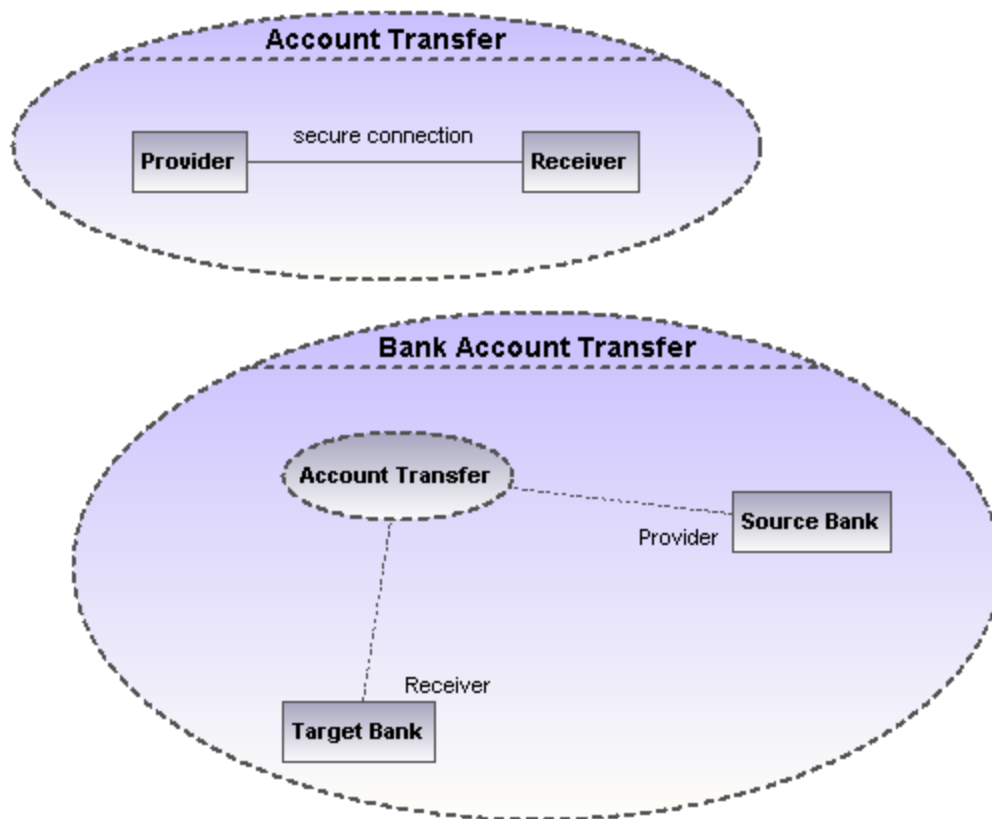 Account Transfer
secure connection
Provider
Receiver
Bank Account Transfer
Account Transfer
Source Bank
Provider
Receiver
Target Bank